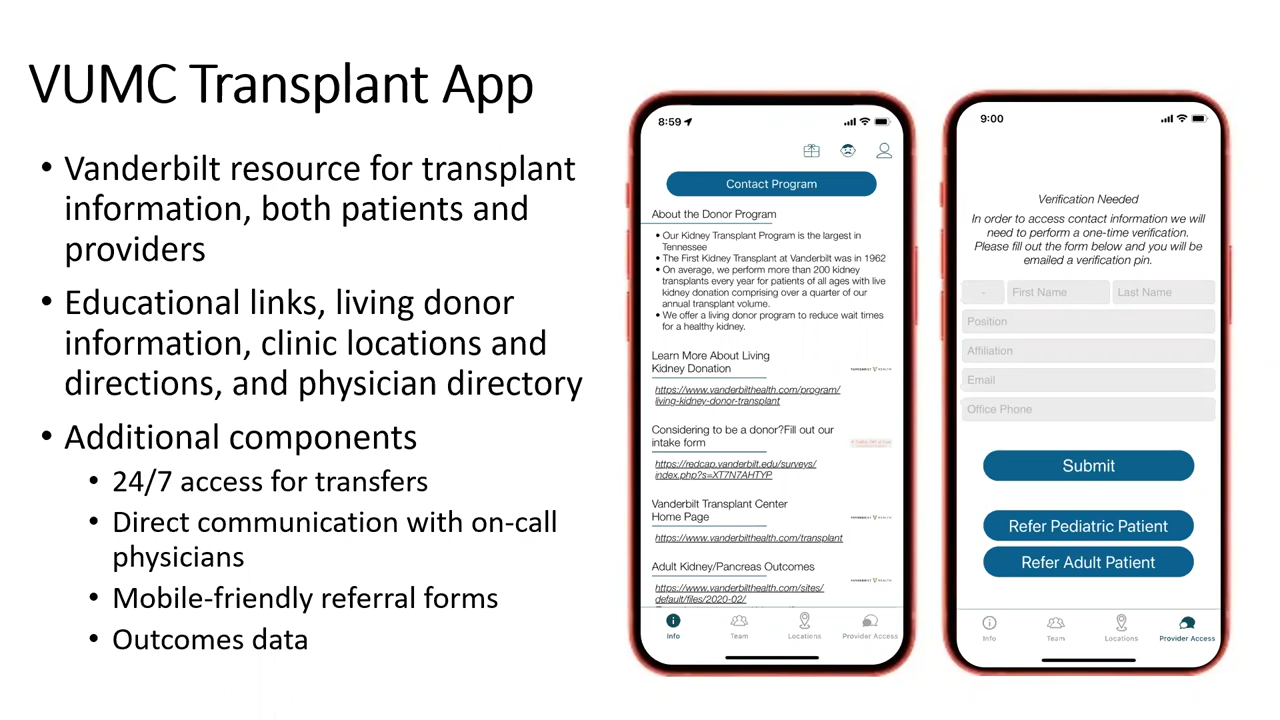 VUMC Transplant App
• Vanderbilt resource for transplant
information, both patients and
providers
• Educational links, living donor
information, clinic locations and
directions, and physician directory
• Additional components
• 24/7 access for transfers
• Direct communication with on-call
physicians
• Mobile-friendly referral forms
• Outcomes data
8:59
Contact Program
About the Donor Program
• Our Kidney Transplant Program is the largest in
Tennessee
• The First Kidney Transplant at Vanderbilt was in 1962
• On average, we perform more than 200 kidney
transplants every year for patients of all ages with live
kidney donation comprising over a quarter of our
annual transplant volume.
• We offer a living donor program to reduce wait times
for a healthy kidney.
Learn More About Living
Kidney Donation
VANDERBILT HEALTH
https://www.vanderbilthealth.com/program/
living-kidney-donor-transplant
Considering to be a donor?Fill out our
intake form
https://redcap.vanderbilt.edu/surveys/
index.php?s=XT7N7AHTYP
Vanderbilt Transplant Center
Home Page
VANDERBILT HEALTH
https://www.vanderbilthealth.com/transplant
Adult Kidney/Pancreas Outcomes
VANDERBILT HEALTH
https://www.vanderbilthealth.com/sites/
default/files/2020-02/
Info
Team
Locations
Provider Access
9:00
Verification Needed
In order to access contact information we will
need to perform a one-time verification.
Please fill out the form below and you will be
emailed a verification pin.
- First Name Last Name
Position
Affiliation
Email
Office Phone
Submit
Refer Pediatric Patient
Refer Adult Patient
Info
Team
Locations
Provider Access